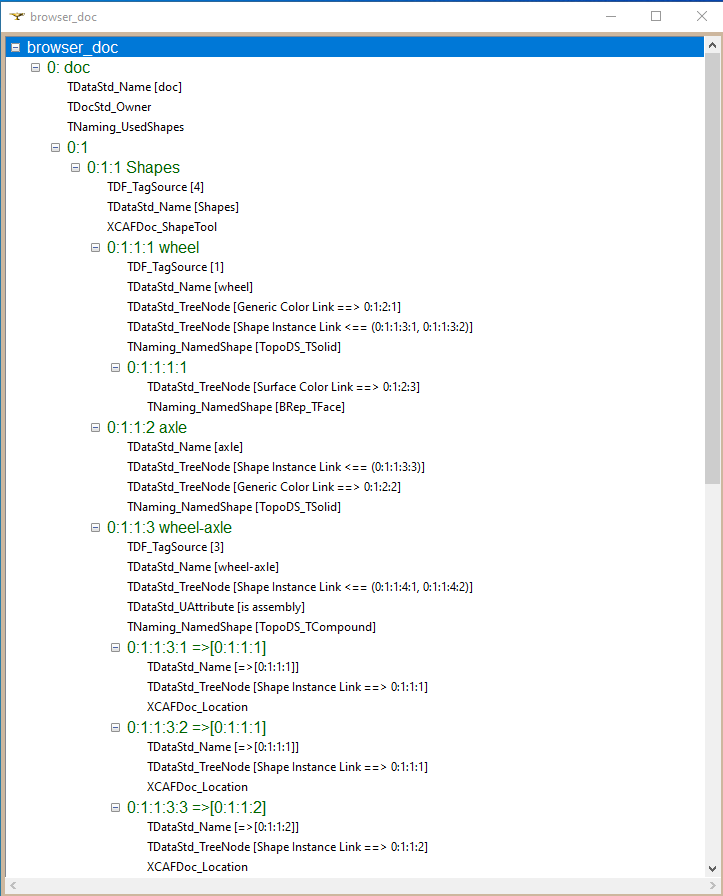 browser_doc
browser_doc
0: doc
TDataStd_Name [doc]
TDocStd_Owner
TNaming_UsedShapes
0:1
0:1:1 Shapes
TDF_TagSource [4]
TDataStd_Name [Shapes]
XCAFDoc_ShapeTool
0:1:1:1 wheel
TDF_TagSource [1]
TDataStd_Name [wheel]
TDataStd_TreeNode [Generic Color Link ==> 0:1:2:1]
TDataStd_TreeNode [Shape Instance Link <== (0:1:1:3:1, 0:1:1:3:2)]
TNaming_NamedShape [TopoDS_TSolid]
0:1:1:1:1
TDataStd_TreeNode [Surface Color Link ==> 0:1:2:3]
TNaming_NamedShape [BRep_TFace]
0:1:1:2 axle
TDataStd_Name [axle]
TDataStd_TreeNode [Shape Instance Link <== (0:1:1:3:3)]
TDataStd_TreeNode [Generic Color Link ==> 0:1:2:2]
TNaming_NamedShape [TopoDS_TSolid]
0:1:1:3 wheel-axle
TDF_TagSource [3]
TDataStd_Name [wheel-axle]
TDataStd_TreeNode [Shape Instance Link <== (0:1:1:4:1, 0:1:1:4:2)]
TDataStd_UAttribute [is assembly]
TNaming_NamedShape [TopoDS_TCompound]
0:1:1:3:1 =>[0:1:1:1]
TDataStd_Name [=>[0:1:1:1]]
TDataStd_TreeNode [Shape Instance Link ==> 0:1:1:1]
XCAFDoc_Location
0:1:1:3:2 =>[0:1:1:1]
TDataStd_Name [=>[0:1:1:1]]
TDataStd_TreeNode [Shape Instance Link ==> 0:1:1:1]
XCAFDoc_Location
0:1:1:3:3 =>[0:1:1:2]
TDataStd_Name [=>[0:1:1:2]]
TDataStd_TreeNode [Shape Instance Link ==> 0:1:1:2]
XCAFDoc_Location